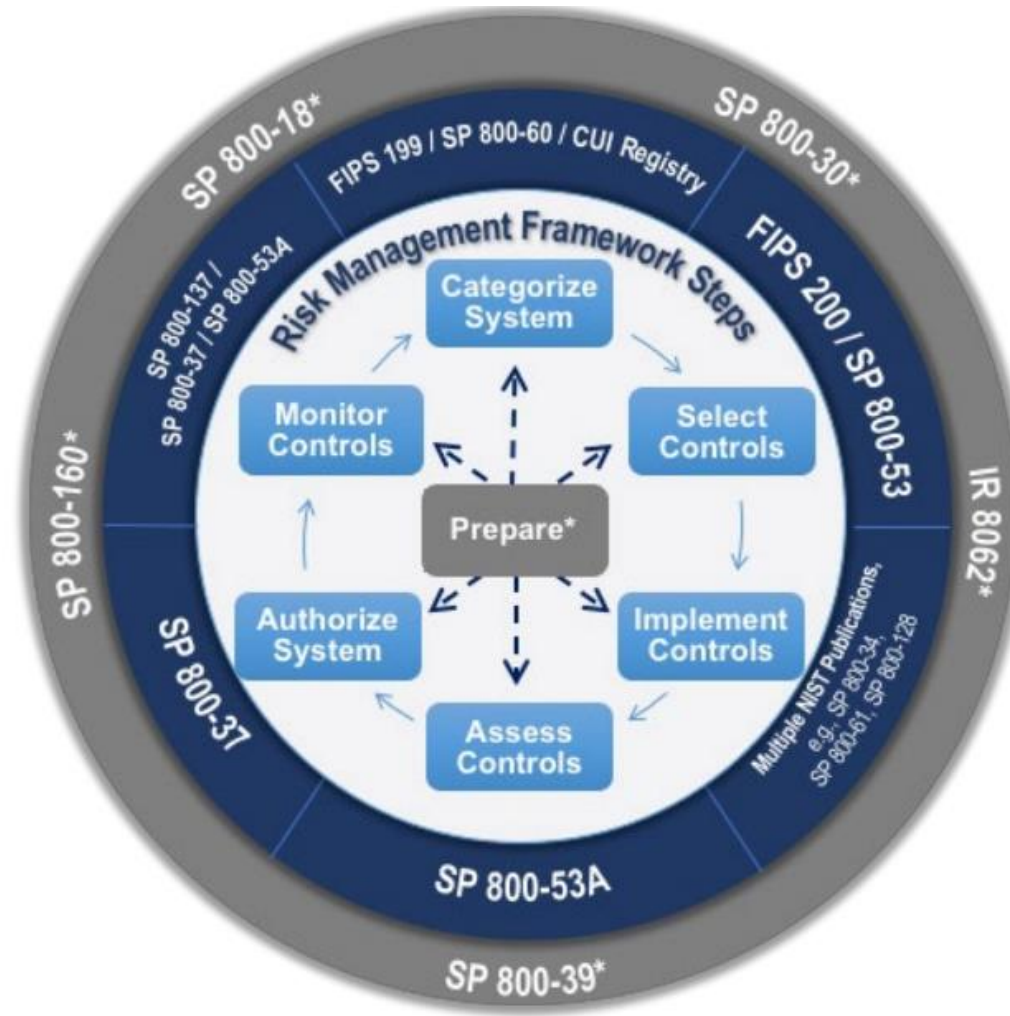 SP 800-18*
SP 800-30*
IR 8062*
SP 800-39*
SP 800-160*
FIPS 199 / SP 800-60 / CUI Registry
FIPS 200 / SP 800-53
Multiple NIST Publications,
e.g., SP 800-34,
SP 800-61, SP 800-128
SP 800-53A
SP 800-37
SP 800-137 /
SP 800-37 / SP 800-53A
Risk Management Framework Steps
Categorize
System
Select
Controls
Implement
Controls
Assess
Controls
Authorize
System
Monitor
Controls
Prepare*